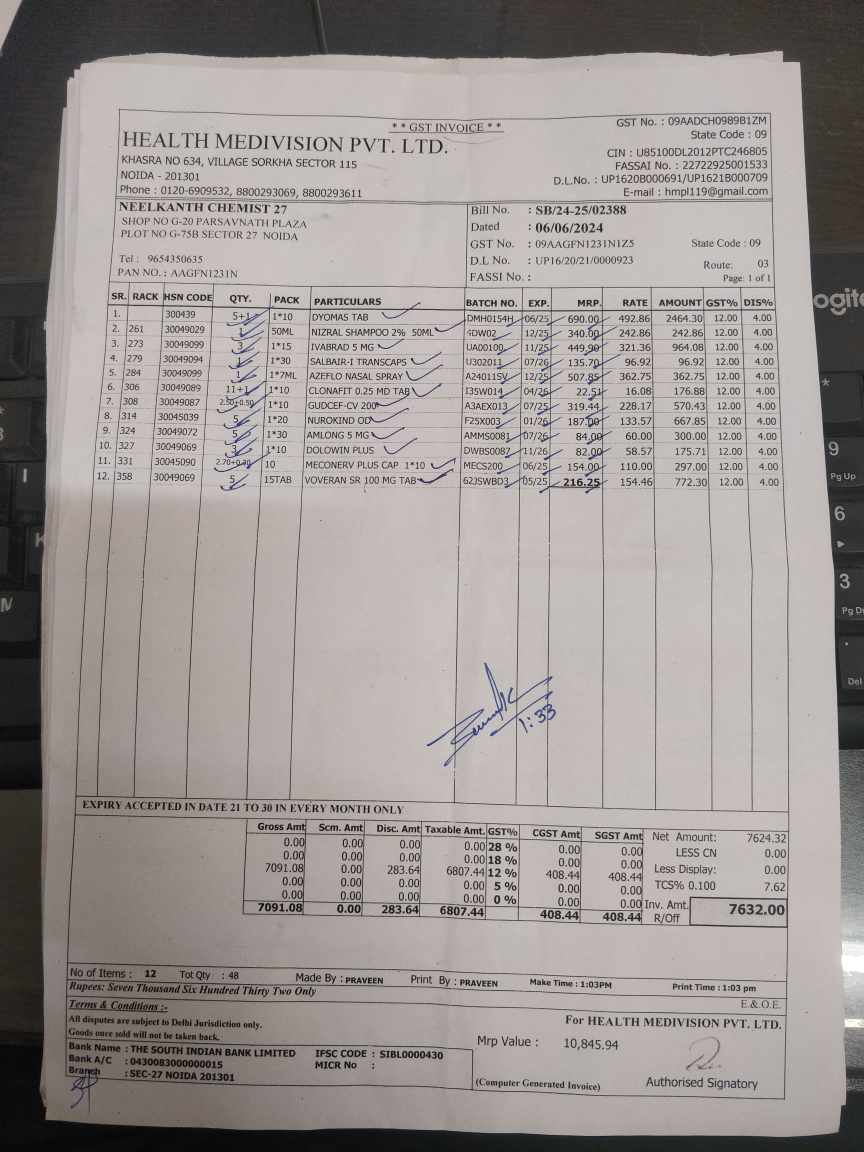 * * GST INVOICE * *
GST No. : 09AADCH0989B1ZM
State Code : 09
HEALTH MEDIVISION PVT. LTD.
CIN : U85100DL2012PTC246805
KHASRA NO 634, VILLAGE SORKHA SECTOR 115
FASSAI No. : 22722925001533
NOIDA - 201301
D.L.No. : UP1620B000691/UP1621B000709
Phone : 0120-6909532, 8800293069, 8800293611
E-mail : hmpl119@gmail.com
NEELKANTH CHEMIST 27
SHOP NO G-20 PARSAVNATH PLAZA
PLOT NO G-75B SECTOR 27 NOIDA
Tel : 9654350635
PAN NO.: AAGFN1231N
Bill No. : SB/24-25/02388
Dated : 06/06/2024
GST No. : 09AAGFN1231N1Z5 State Code : 09
D.L No. : UP16/20/21/0000923 Route: 03
FASSI No. : Page: 1 of 1
SR. RACK HSN CODE QTY. PACK PARTICULARS BATCH NO. EXP. MRP. RATE AMOUNT GST% DIS%
1. 300439 5+1 1*10 DYOMAS TAB DMH0154H 06/25 690.00 492.86 2464.30 12.00 4.00
2. 261 30049029 1 50ML NIZRAL SHAMPOO 2% 50ML 4DW02 12/25 340.00 242.86 242.86 12.00 4.00
3. 273 30049099 3 1*15 IVABRAD 5 MG UA00100 11/25 449.90 321.36 964.08 12.00 4.00
4. 279 30049094 1 1*30 SALBAIR-I TRANSCAPS U302011 07/26 135.70 96.92 96.92 12.00 4.00
5. 284 30049099 1 1*7ML AZEFLO NASAL SPRAY A24011SV 12/25 507.85 362.75 362.75 12.00 4.00
6. 306 30049089 11+1 1*10 CLONAFIT 0.25 MD TAB I35W014 04/26 22.51 16.08 176.88 12.00 4.00
7. 308 30049087 2.50+0.50 1*10 GUDCEF-CV 200 A3AEX013 07/25 319.44 228.17 570.43 12.00 4.00
8. 314 30045039 5 1*20 NUROKIND OD F25X003 01/26 187.00 133.57 667.85 12.00 4.00
9. 324 30049072 5 1*30 AMLONG 5 MG AMMS0081 07/26 84.00 60.00 300.00 12.00 4.00
10. 327 30049069 3 1*10 DOLOWIN PLUS DWBS0087 11/26 82.00 58.57 175.71 12.00 4.00
11. 331 30045090 2.70+0.30 10 MECONERV PLUS CAP 1*10 MECS200 06/25 154.00 110.00 297.00 12.00 4.00
12. 358 30049069 5 15TAB VOVERAN SR 100 MG TAB 62JSWBD3 05/25 216.25 154.46 772.30 12.00 4.00
1:33
EXPIRY ACCEPTED IN DATE 21 TO 30 IN EVERY MONTH ONLY
Gross Amt Scm. Amt Disc. Amt Taxable Amt. GST% CGST Amt SGST Amt
0.00 0.00 0.00 0.00 28 % 0.00 0.00
0.00 0.00 0.00 0.00 18 % 0.00 0.00
7091.08 0.00 283.64 6807.44 12 % 408.44 408.44
0.00 0.00 0.00 0.00 5 % 0.00 0.00
0.00 0.00 0.00 0.00 0 % 0.00 0.00
7091.08 0.00 283.64 6807.44 408.44 408.44
Net Amount: 7624.32
LESS CN 0.00
Less Display: 0.00
TCS% 0.100 7.62
Inv. Amt. 7632.00
R/Off
No of Items : 12 Tot Qty : 48 Made By : PRAVEEN Print By : PRAVEEN Make Time : 1:03PM Print Time : 1:03 pm
Rupees: Seven Thousand Six Hundred Thirty Two Only
E.& O.E.
Terms & Conditions :-
All disputes are subject to Delhi Jurisdiction only.
Goods once sold will not be taken back.
For HEALTH MEDIVISION PVT. LTD.
Mrp Value : 10,845.94
Bank Name : THE SOUTH INDIAN BANK LIMITED IFSC CODE : SIBL0000430
Bank A/C : 0430083000000015 MICR No :
Branch : SEC-27 NOIDA 201301
(Computer Generated Invoice)
Authorised Signatory
logite
9
Pg Up
6
3
Pg D
Del